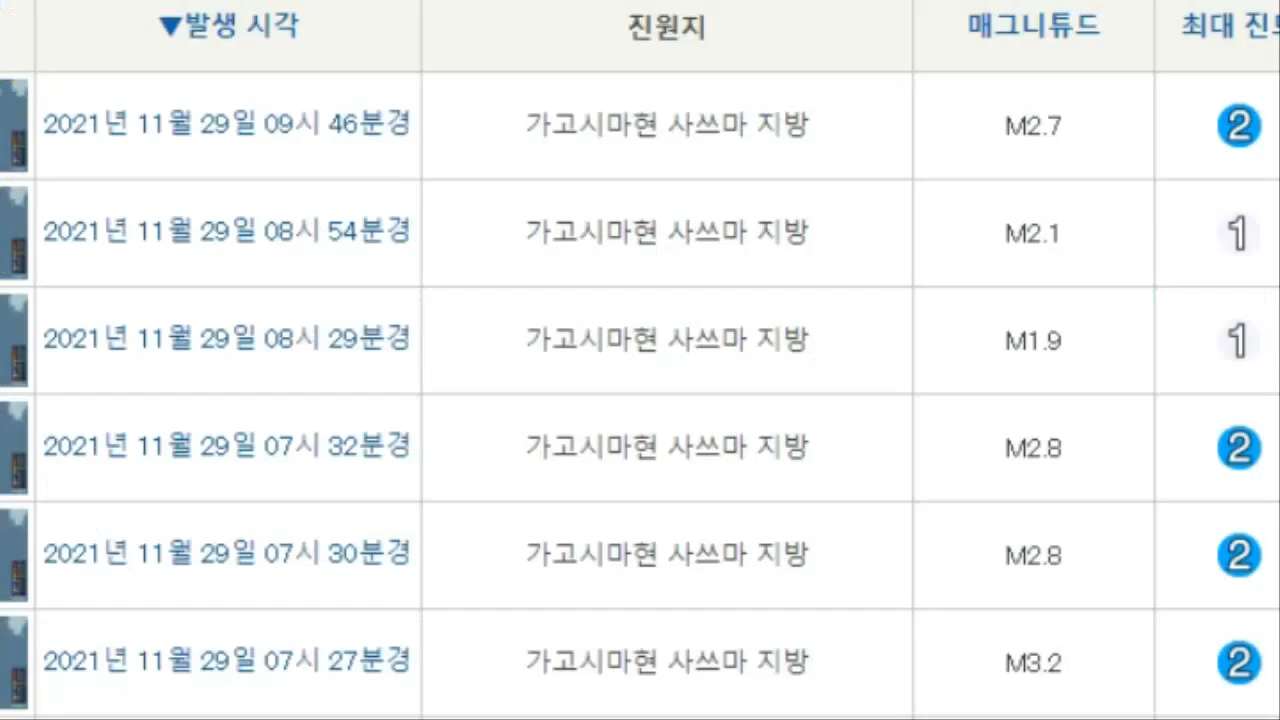 ▼발생 시각 진원지 매그니튜드 최대
2021년 11월 29일 09시 46분경 가고시마현 사쓰마 지방 M2.7 2
2021년 11월 29일 08시 54분경 가고시마현 사쓰마 지방 M2.1 1
2021년 11월 29일 08시 29분경 가고시마현 사쓰마 지방 M1.9 1
2021년 11월 29일 07시 32분경 가고시마현 사쓰마 지방 M2.8 2
2021년 11월 29일 07시 30분경 가고시마현 사쓰마 지방 M2.8 2
2021년 11월 29일 07시 27분경 가고시마현 사쓰마 지방 M3.2 2